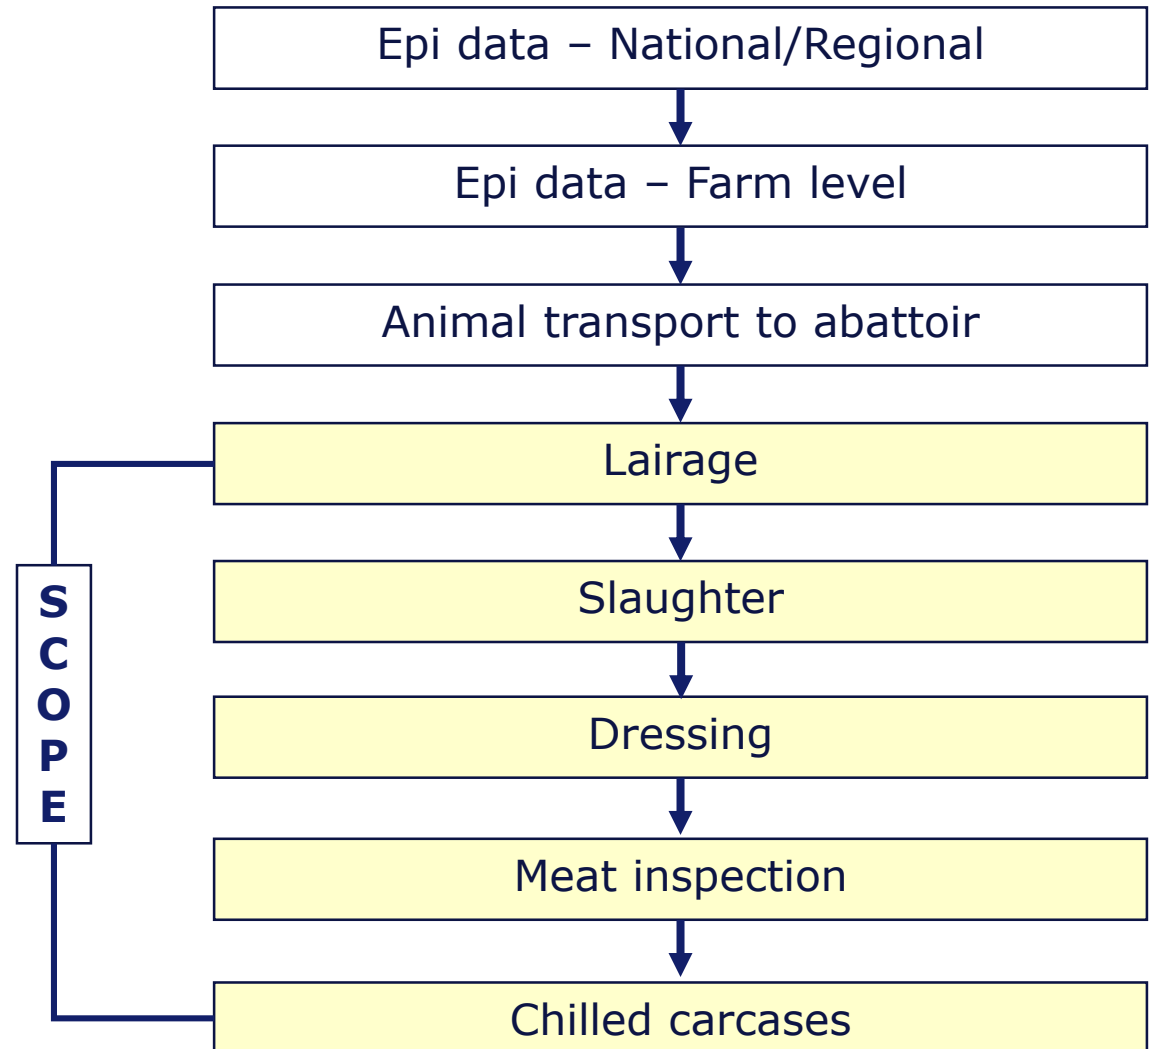 Epi data – National/Regional
Epi data – Farm level
Animal transport to abattoir
Lairage
Slaughter
Dressing
Meat inspection
Chilled carcases
S
C
O
P
E